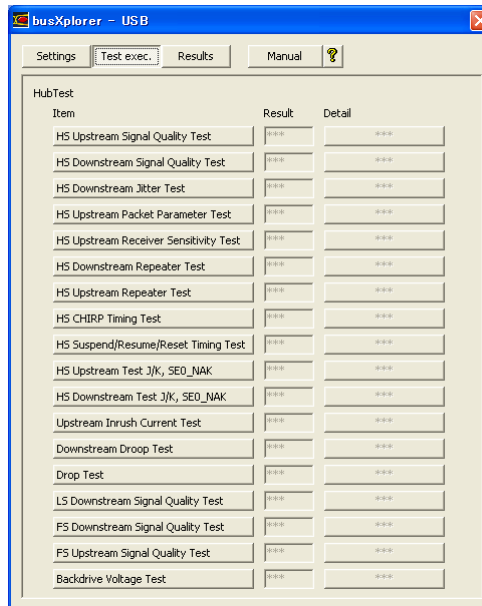 busXplorer - USB
Settings Test exec. Results Manual ?
HubTest
Item Result Detail
HS Upstream Signal Quality Test *** ***
HS Downstream Signal Quality Test *** ***
HS Downstream Jitter Test *** ***
HS Upstream Packet Parameter Test *** ***
HS Upstream Receiver Sensitivity Test *** ***
HS Downstream Repeater Test *** ***
HS Upstream Repeater Test *** ***
HS CHIRP Timing Test *** ***
HS Suspend/Resume/Reset Timing Test *** ***
HS Upstream Test J/K, SE0_NAK *** ***
HS Downstream Test J/K, SE0_NAK *** ***
Upstream Inrush Current Test *** ***
Downstream Droop Test *** ***
Drop Test *** ***
LS Downstream Signal Quality Test *** ***
FS Downstream Signal Quality Test *** ***
FS Upstream Signal Quality Test *** ***
Backdrive Voltage Test *** ***